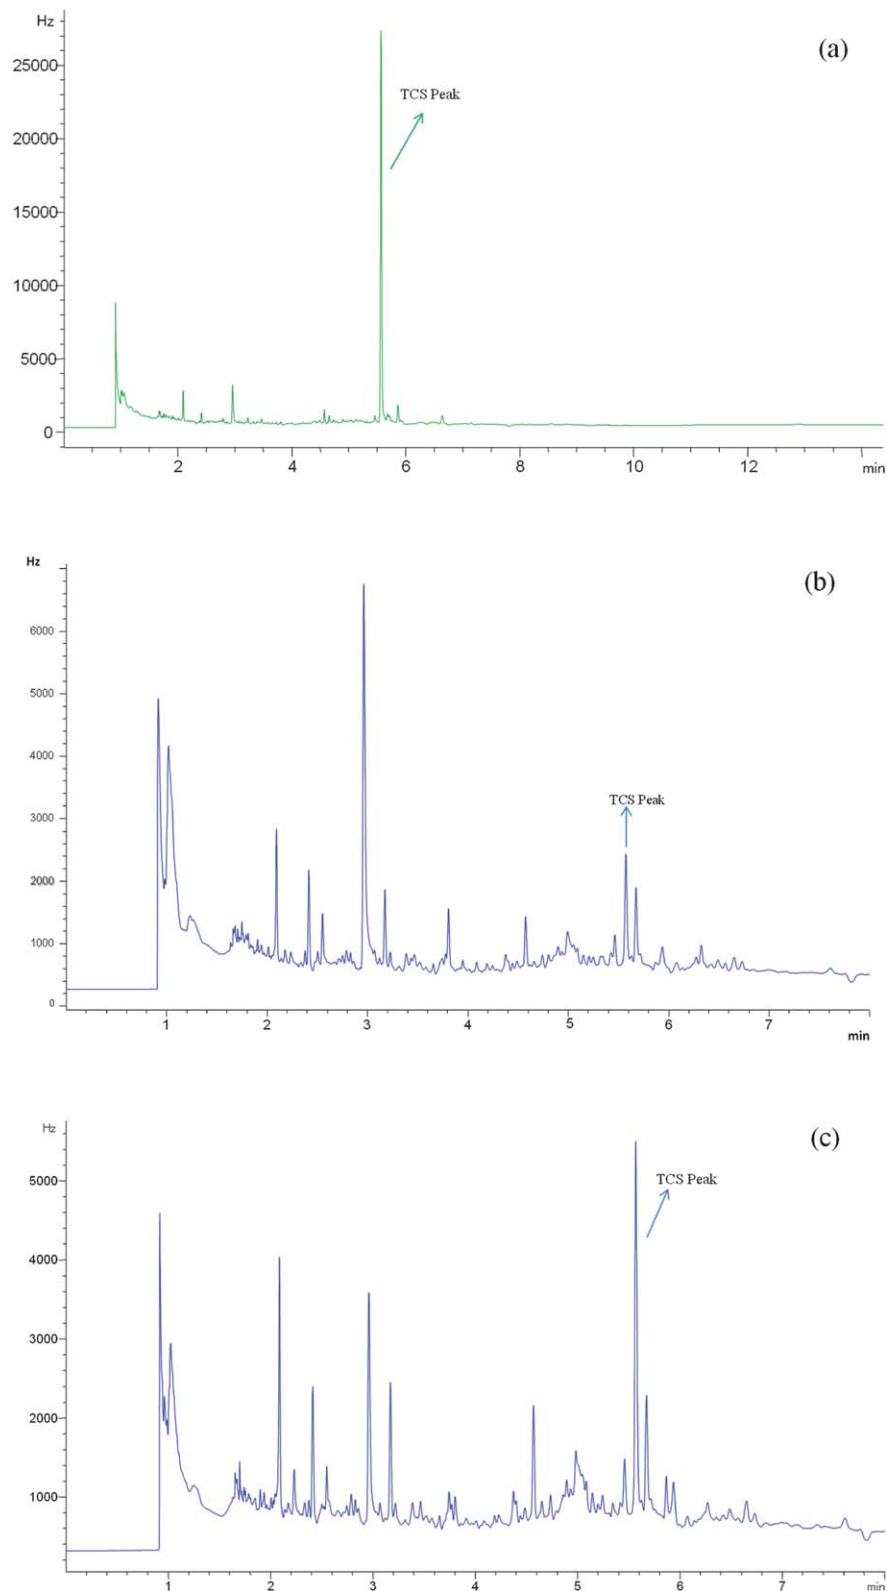 Hz
(a)
25000
TCS Peak
20000
15000
10000
5000
0
2 4 6 8 10 12 min
Hz
(b)
6000
5000
4000
3000
TCS Peak
2000
1000
0
1 2 3 4 5 6 7
min
Hz
(c)
5000
TCS Peak
4000
3000
2000
1000
1 2 3 4 5 6 7 min